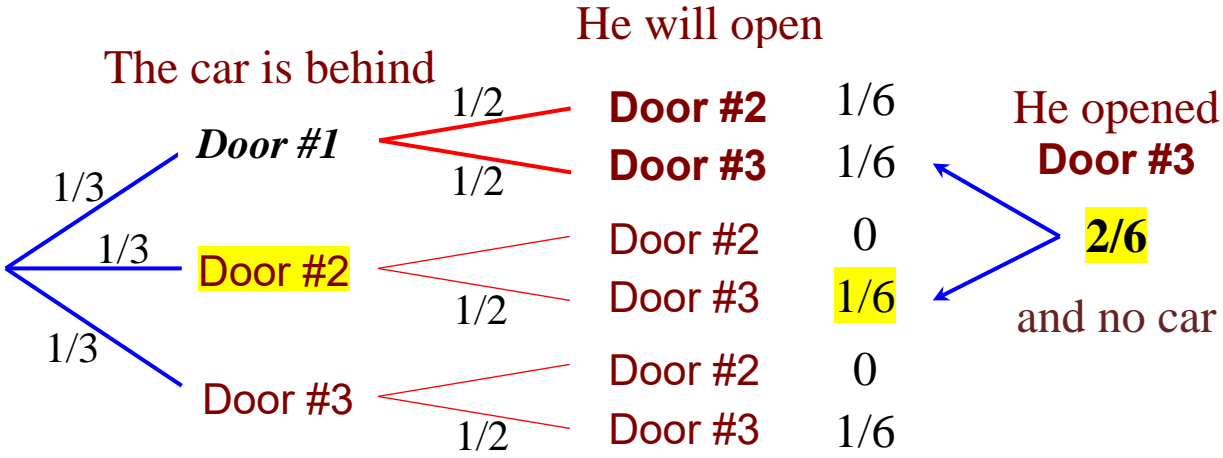 He will open
The car is behind
1/3
1/3
1/3
Door #1
Door #2
Door #3
1/2
1/2
1/2
1/2
Door #2 1/6
Door #3 1/6
Door #2 0
Door #3 1/6
Door #2 0
Door #3 1/6
He opened
Door #3
2/6
and no car